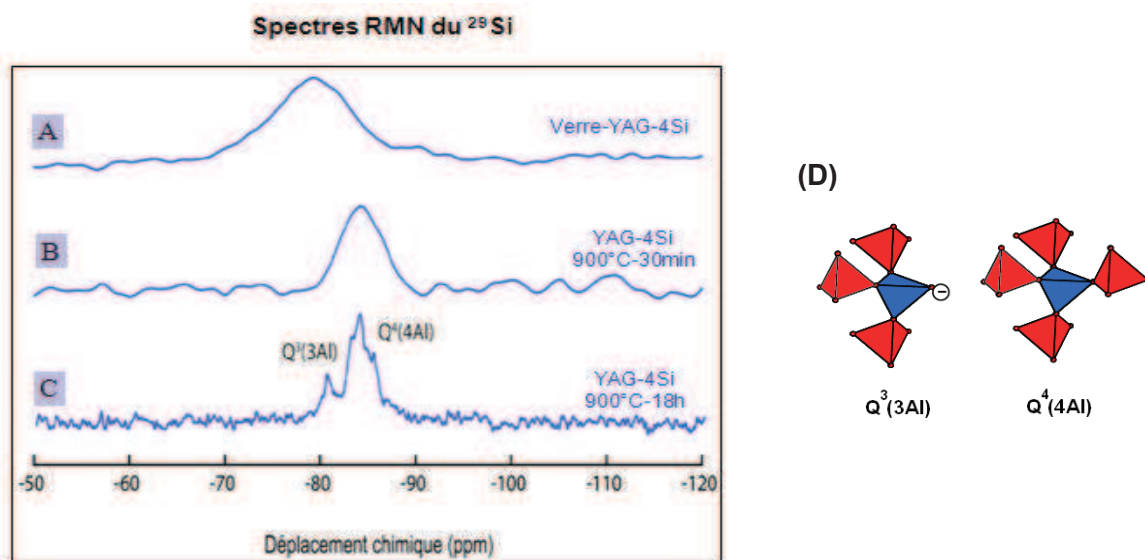 Spectres RMN du ²⁹Si
A
Verre-YAG-4Si
B
YAG-4Si
900°C-30min
Q³(3Al)
Q⁴(4Al)
C
YAG-4Si
900°C-18h
-50 -60 -70 -80 -90 -100 -110 -120
Déplacement chimique (ppm)
(D)
−
Q³(3Al) Q⁴(4Al)